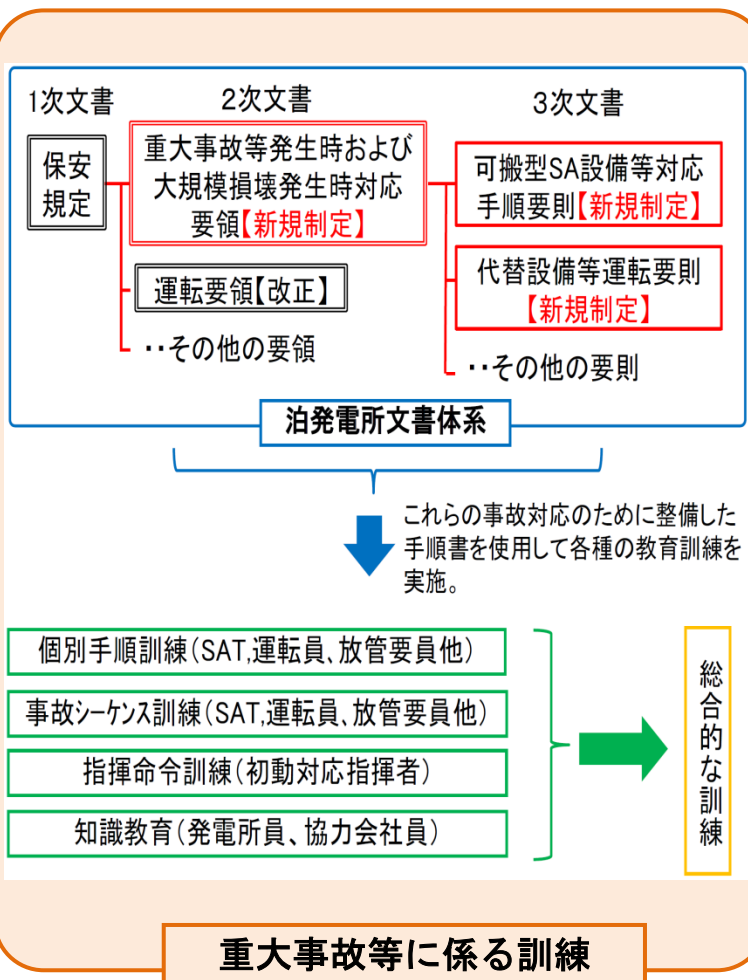 1次文書
2次文書
3次文書
保安
規定
重大事故等発生時および
大規模損壊発生時対応
要領【新規制定】
運転要領【改正】
・・その他の要領
可搬型SA設備等対応
手順要則【新規制定】
代替設備等運転要則
【新規制定】
・・その他の要則
泊発電所文書体系
これらの事故対応のために整備した
手順書を使用して各種の教育訓練を
実施。
個別手順訓練(SAT,運転員、放管要員他)
事故シーケンス訓練(SAT,運転員、放管要員他)
指揮命令訓練(初動対応指揮者)
知識教育(発電所員、協力会社員)
総合的な訓練
重大事故等に係る訓練